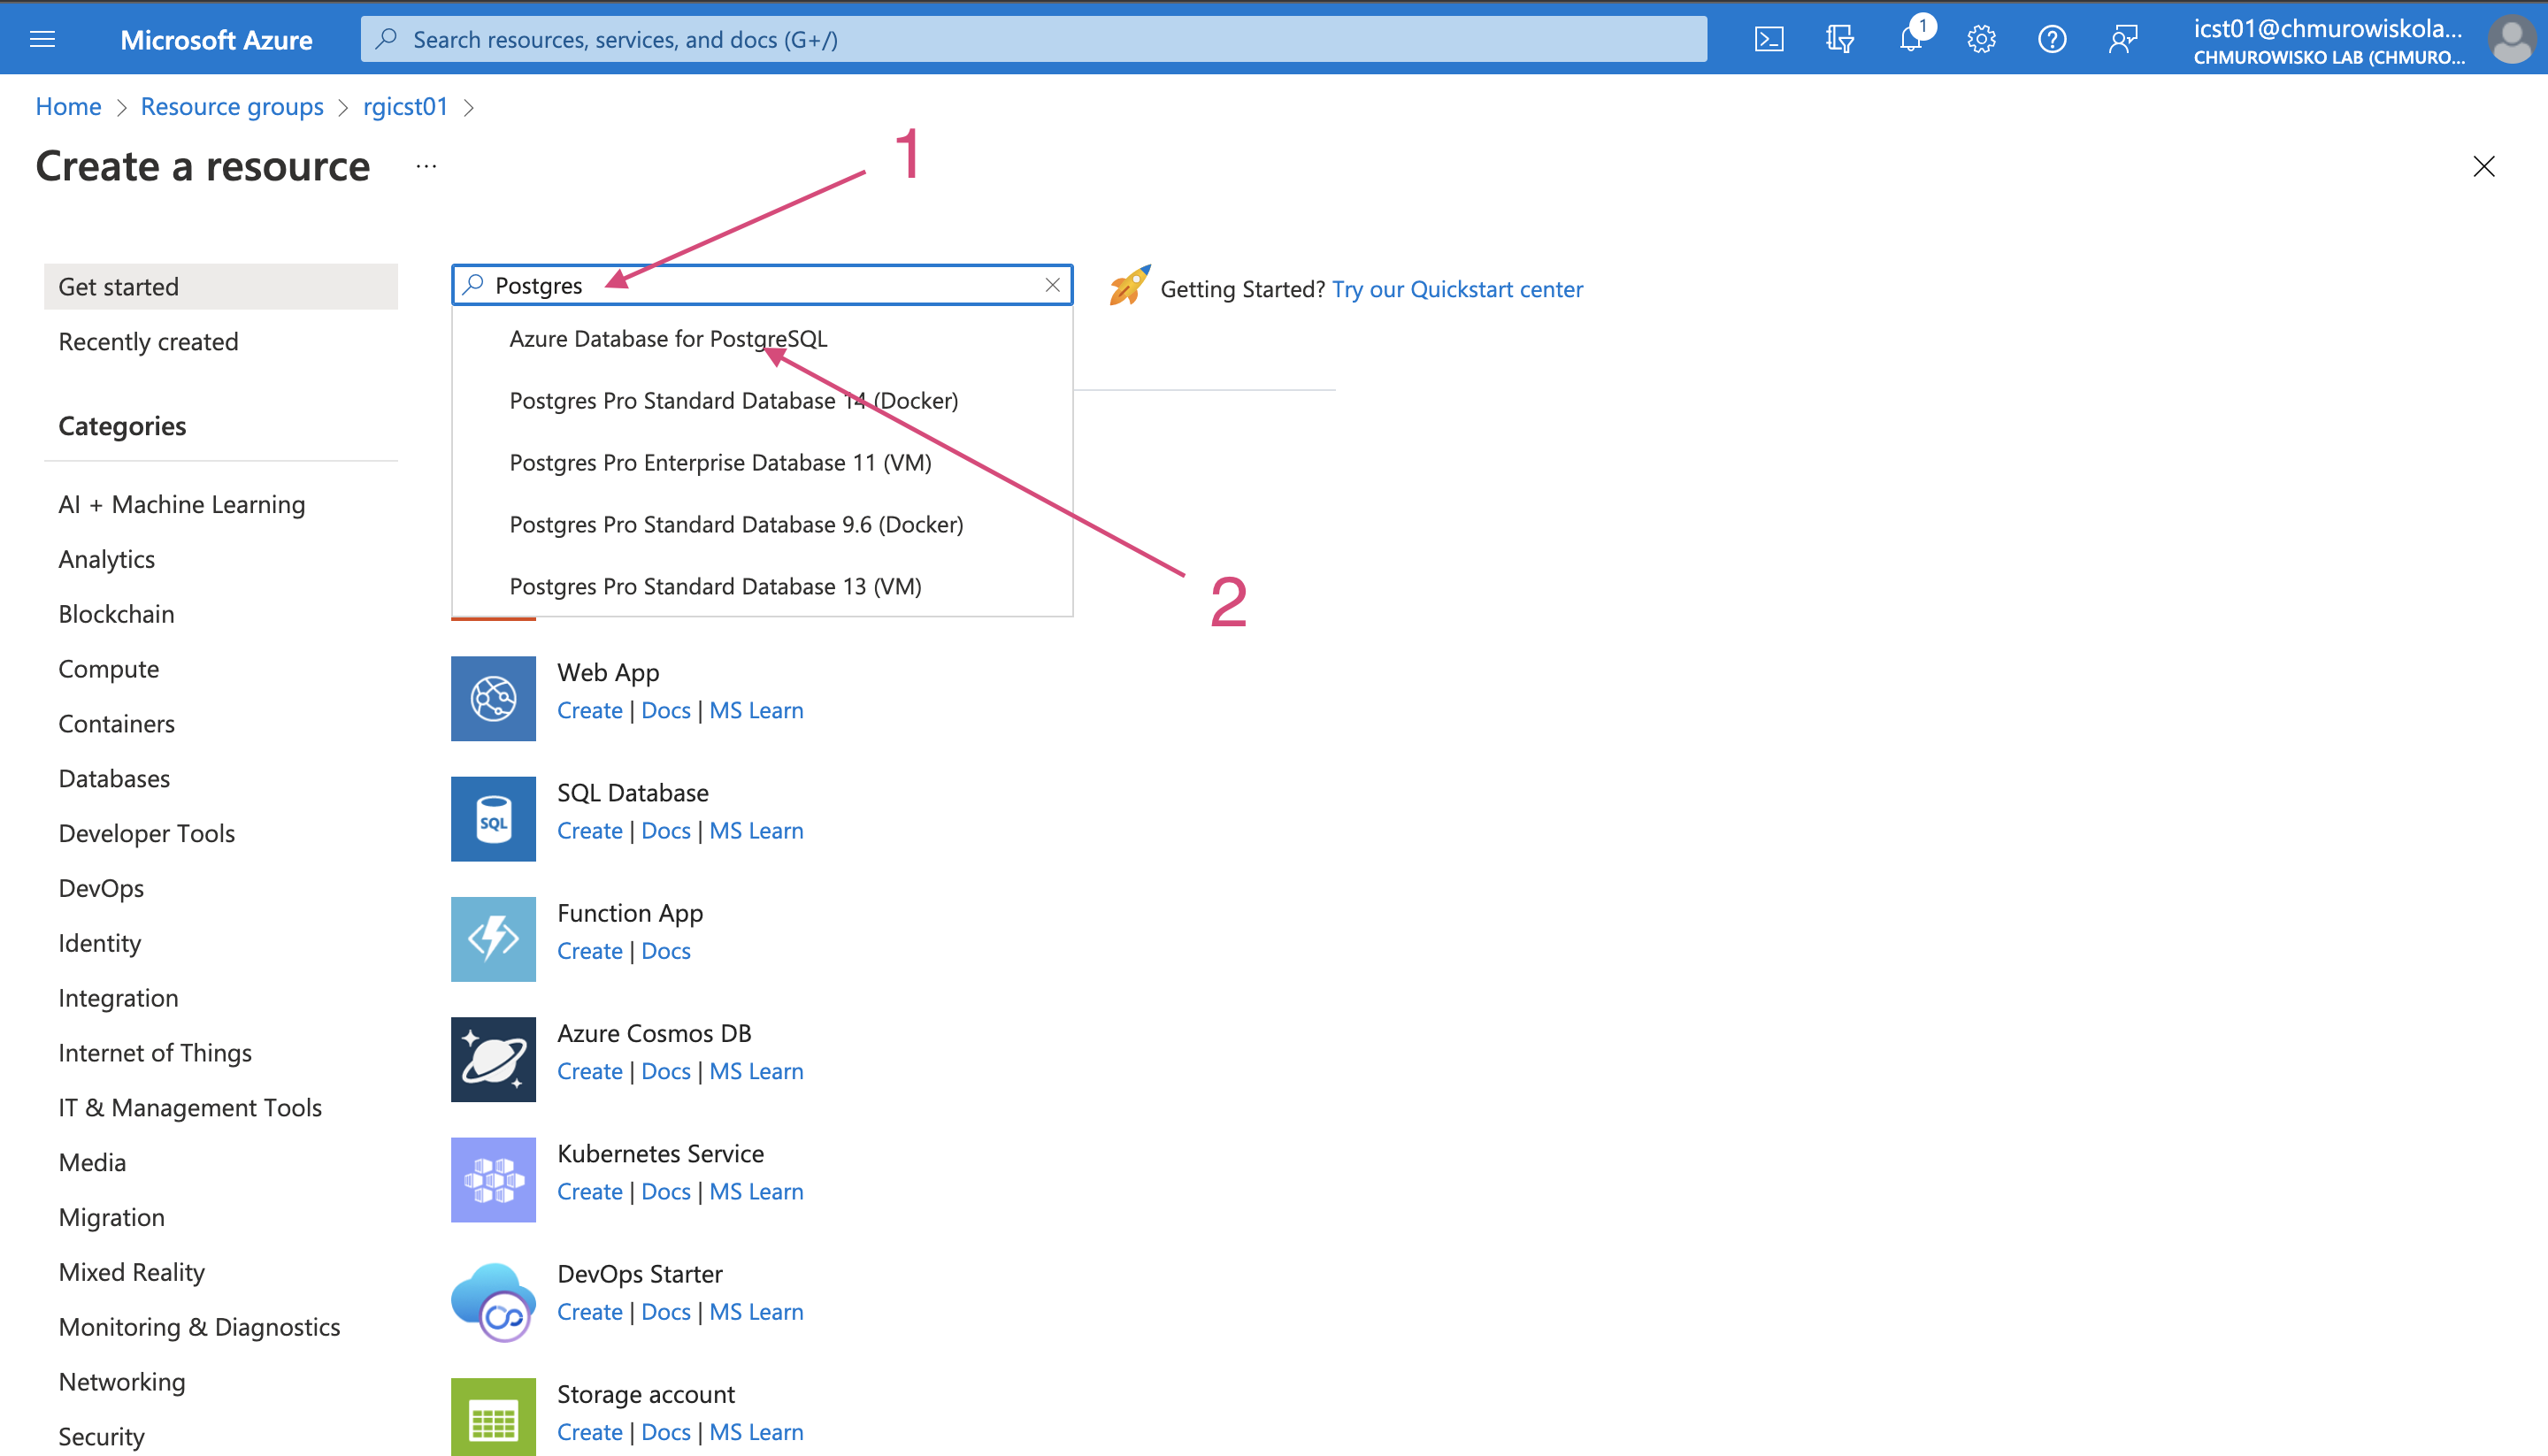 Microsoft Azure
Search resources, services, and docs (G+/)
1
icst01@chmurowiskola...
CHMUROWISKO LAB (CHMURO...
Home > Resource groups > rgicst01 >
Create a resource ...
1
Get started
Recently created
Categories
AI + Machine Learning
Analytics
Blockchain
Compute
Containers
Databases
Developer Tools
DevOps
Identity
Integration
Internet of Things
IT & Management Tools
Media
Migration
Mixed Reality
Monitoring & Diagnostics
Networking
Security
Postgres
Getting Started? Try our Quickstart center
Azure Database for PostgreSQL
Postgres Pro Standard Database 14 (Docker)
Postgres Pro Enterprise Database 11 (VM)
Postgres Pro Standard Database 9.6 (Docker)
Postgres Pro Standard Database 13 (VM)
2
Web App
Create | Docs | MS Learn
SQL
SQL Database
Create | Docs | MS Learn
Function App
Create | Docs
Azure Cosmos DB
Create | Docs | MS Learn
Kubernetes Service
Create | Docs | MS Learn
DevOps Starter
Create | Docs | MS Learn
Storage account
Create | Docs | MS Learn